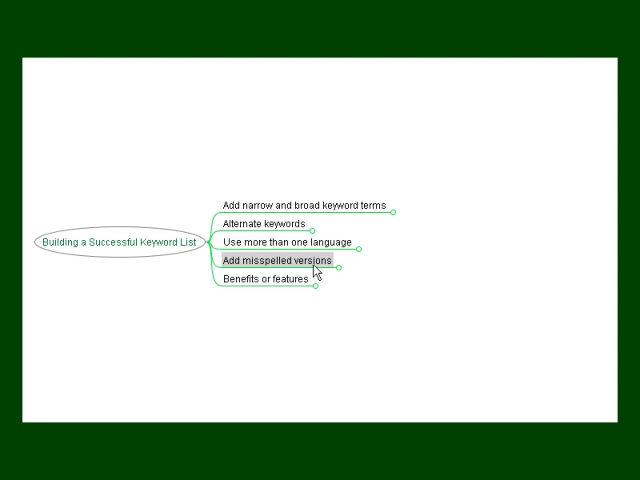 Add narrow and broad keyword terms
Alternate keywords
Building a Successful Keyword List
Use more than one language
Add misspelled versions
Benefits or features